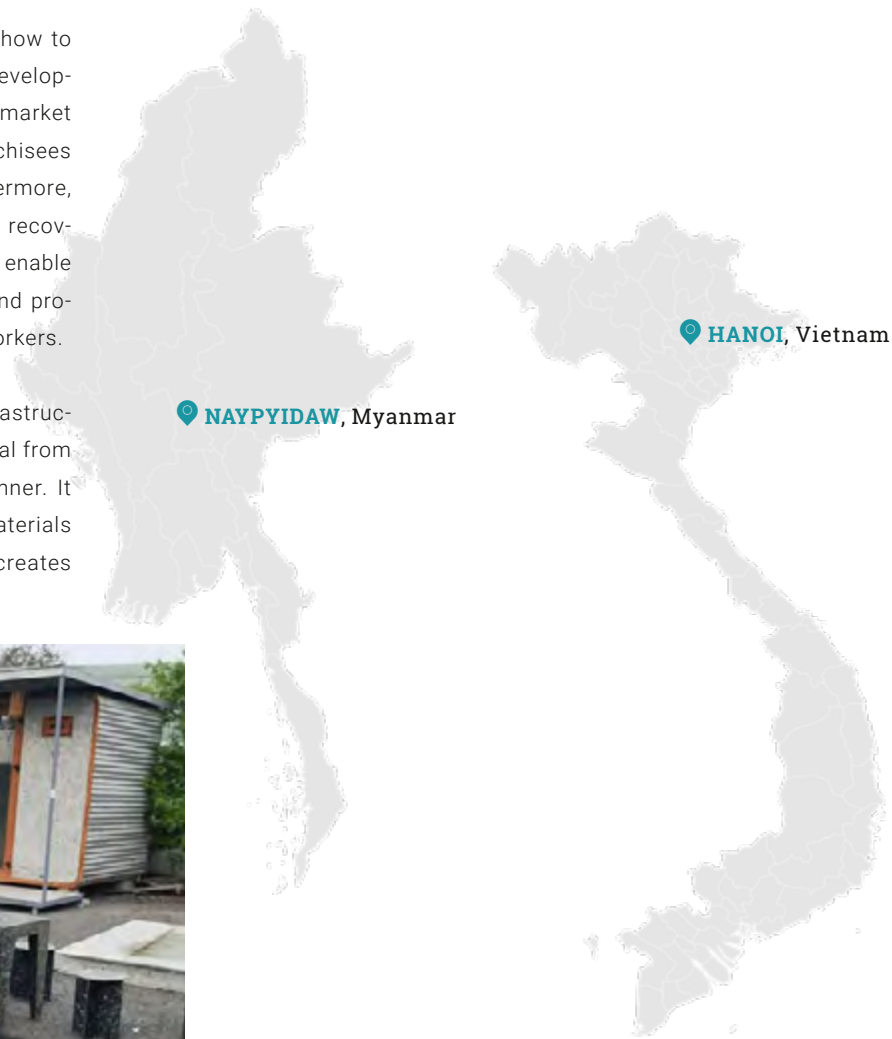 how to
evelop-
market
chisees
ermore,
recov-
enable
nd pro-
orkers.
astruc-
al from
nner. It
aterials
creates
HANOI, Vietnam
NAYPYIDAW, Myanmar